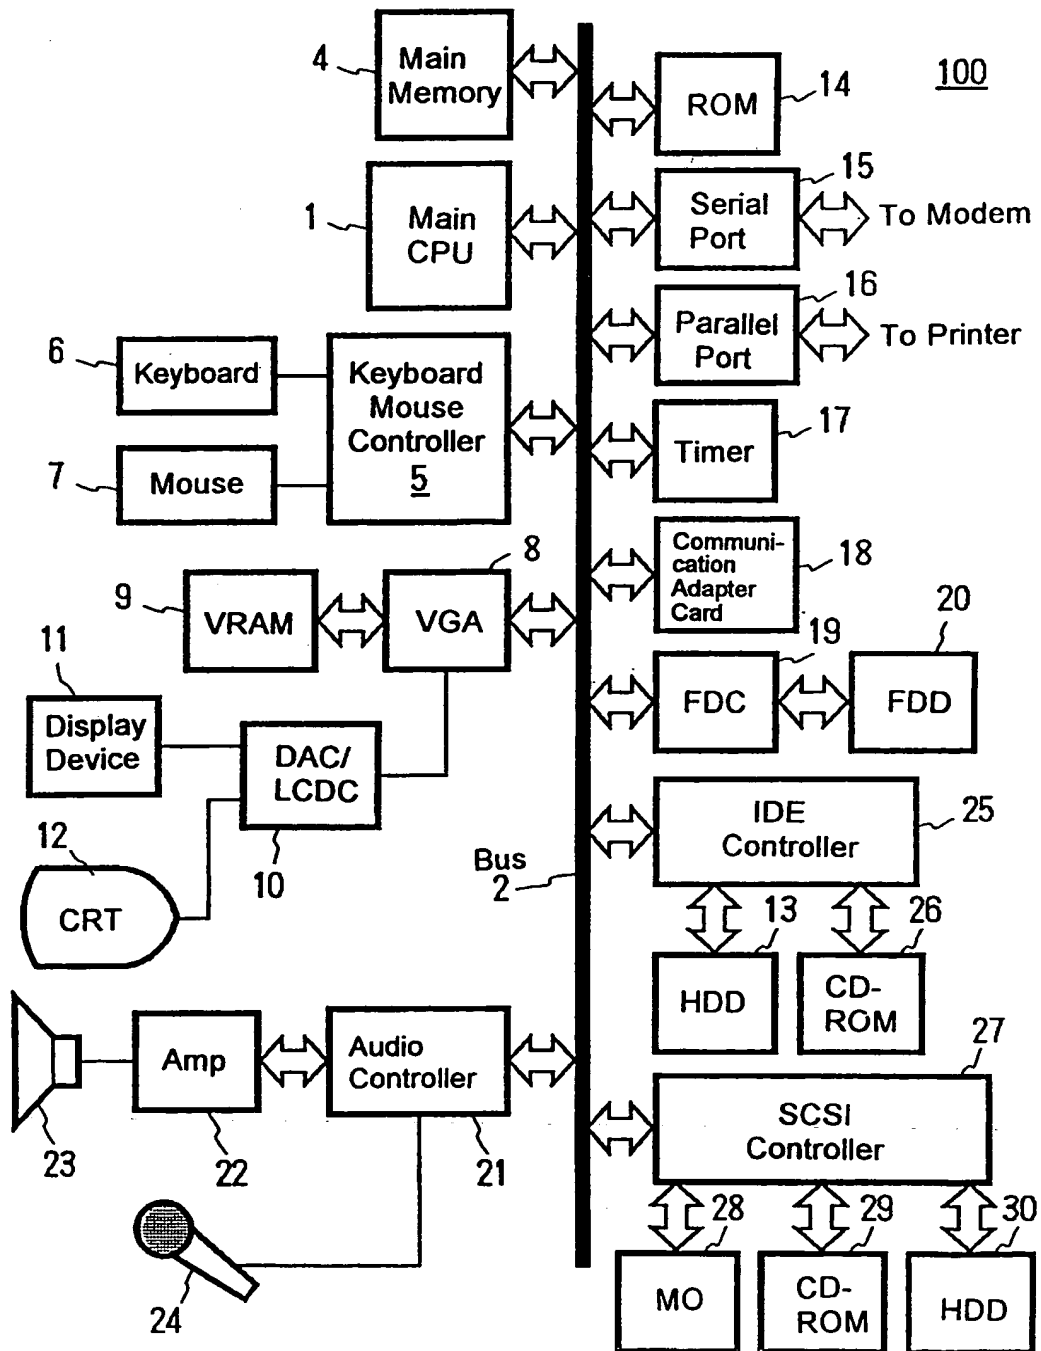 100
4
Main
Memory
14
ROM
1
Main
CPU
15
Serial
Port
To Modem
16
Parallel
Port
To Printer
6
Keyboard
7
Mouse
Keyboard
Mouse
Controller
5
17
Timer
18
Communi-
cation
Adapter
Card
9
VRAM
8
VGA
19
FDC
20
FDD
11
Display
Device
DAC/
LCDC
10
12
CRT
Bus
2
25
IDE
Controller
13
HDD
26
CD-
ROM
23
Amp
22
Audio
Controller
21
24
27
SCSI
Controller
28
MO
29
CD-
ROM
30
HDD